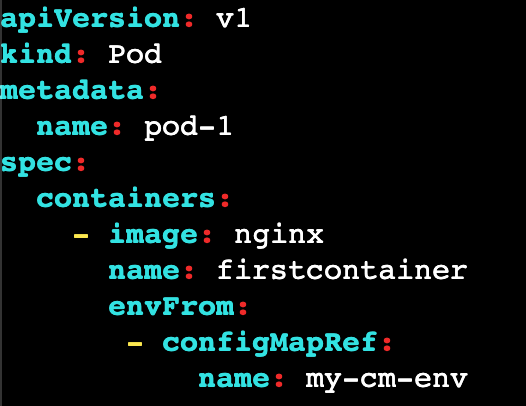 apiVersion: v1
kind: Pod
metadata:
  name: pod-1
spec:
  containers:
    - image: nginx
      name: firstcontainer
      envFrom:
       - configMapRef:
           name: my-cm-env